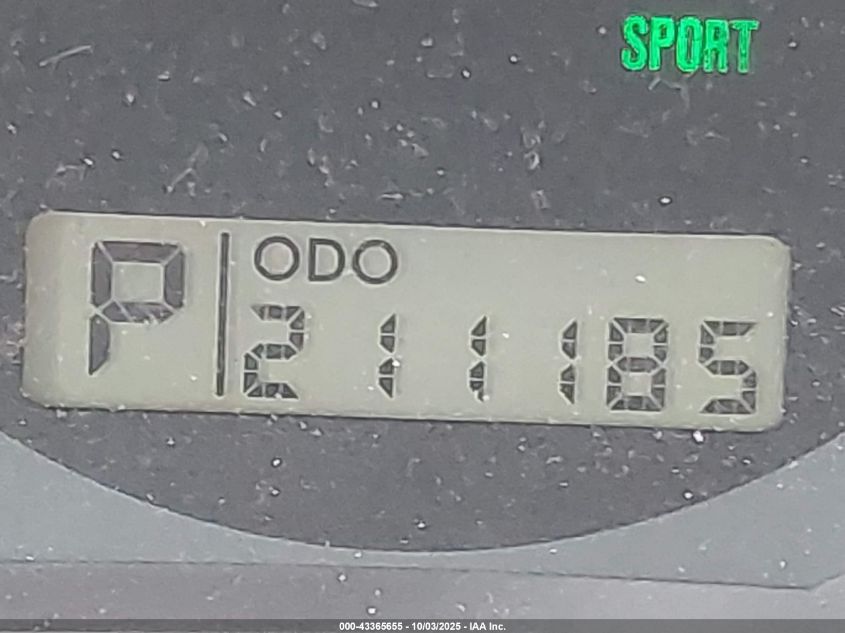 SPORT
P ODO
211185
000-43365655 - 10/03/2025 - IAA Inc.